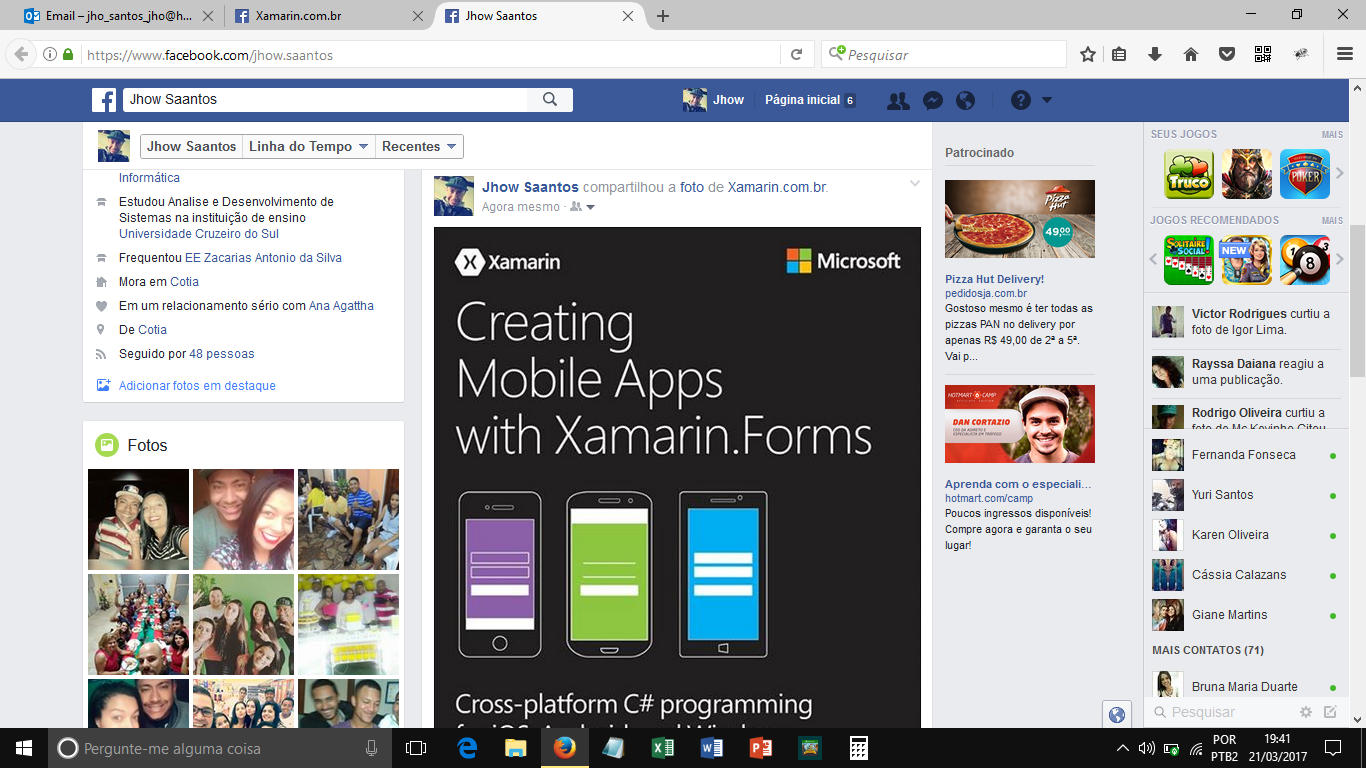 Email – jho_santos_jho@h...
Xamarin.com.br
Jhow Saantos
https://www.facebook.com/jhow.saantos
Pesquisar
Jhow Saantos
Jhow
Página inicial 6
Jhow Saantos
Linha do Tempo
Recentes
Informática
Estudou Analise e Desenvolvimento de
Sistemas na instituição de ensino
Universidade Cruzeiro do Sul
Frequentou EE Zacarias Antonio da Silva
Mora em Cotia
Em um relacionamento sério com Ana Agattha
De Cotia
Seguido por 48 pessoas
Adicionar fotos em destaque
Fotos
Jhow Saantos compartilhou a foto de Xamarin.com.br.
Agora mesmo
Xamarin
Microsoft
Creating
Mobile Apps
with Xamarin.Forms
Cross-platform C# programming
for iOS, Android and Windows
Patrocinado
Pizza Hut
49,00
Pizza Hut Delivery!
pedidosja.com.br
Gostoso mesmo é ter todas as
pizzas PAN no delivery por
apenas R$ 49,00 de 2ª a 5ª.
Vai p...
HOTMART CAMP
DAN CORTAZIO
Aprenda com o especiali...
hotmart.com/camp
Poucos ingressos disponíveis!
Compre agora e garanta o seu
lugar!
SEUS JOGOS
MAIS
TRUCO
POKER
JOGOS RECOMENDADOS
MAIS
SOLITAIRE
SOCIAL
NEW
8
Victor Rodrigues curtiu a
foto de Igor Lima.
Rayssa Daiana reagiu a
uma publicação.
Rodrigo Oliveira curtiu a
foto de Mc Kevinho Citou
Fernanda Fonseca
Yuri Santos
Karen Oliveira
Cássia Calazans
Giane Martins
MAIS CONTATOS (71)
Bruna Maria Duarte
Pesquisar
Pergunte-me alguma coisa
POR
PTB2
19:41
21/03/2017